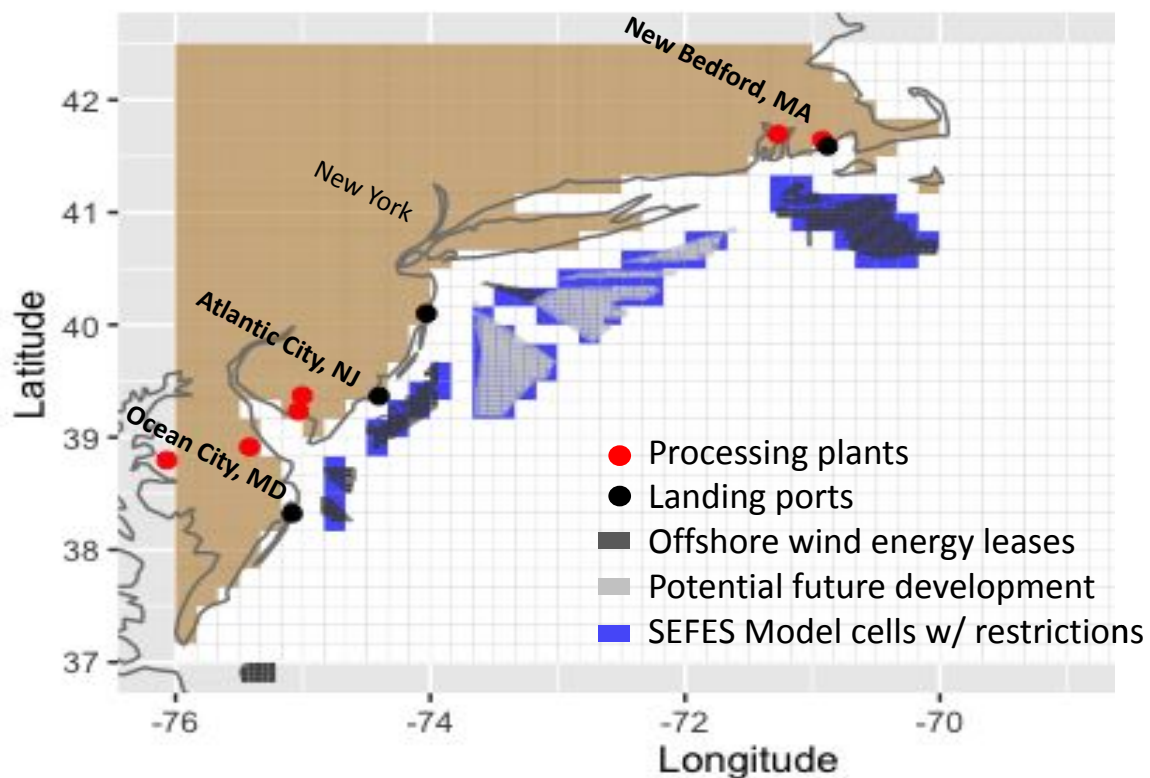 New Bedford, MA
42
New York
41
Atlantic City, NJ
40
Latitude
Ocean City, MD
39
Processing plants
Landing ports
38
Offshore wind energy leases
Potential future development
SEFES Model cells w/ restrictions
37
-76
-74
-72
-70
Longitude